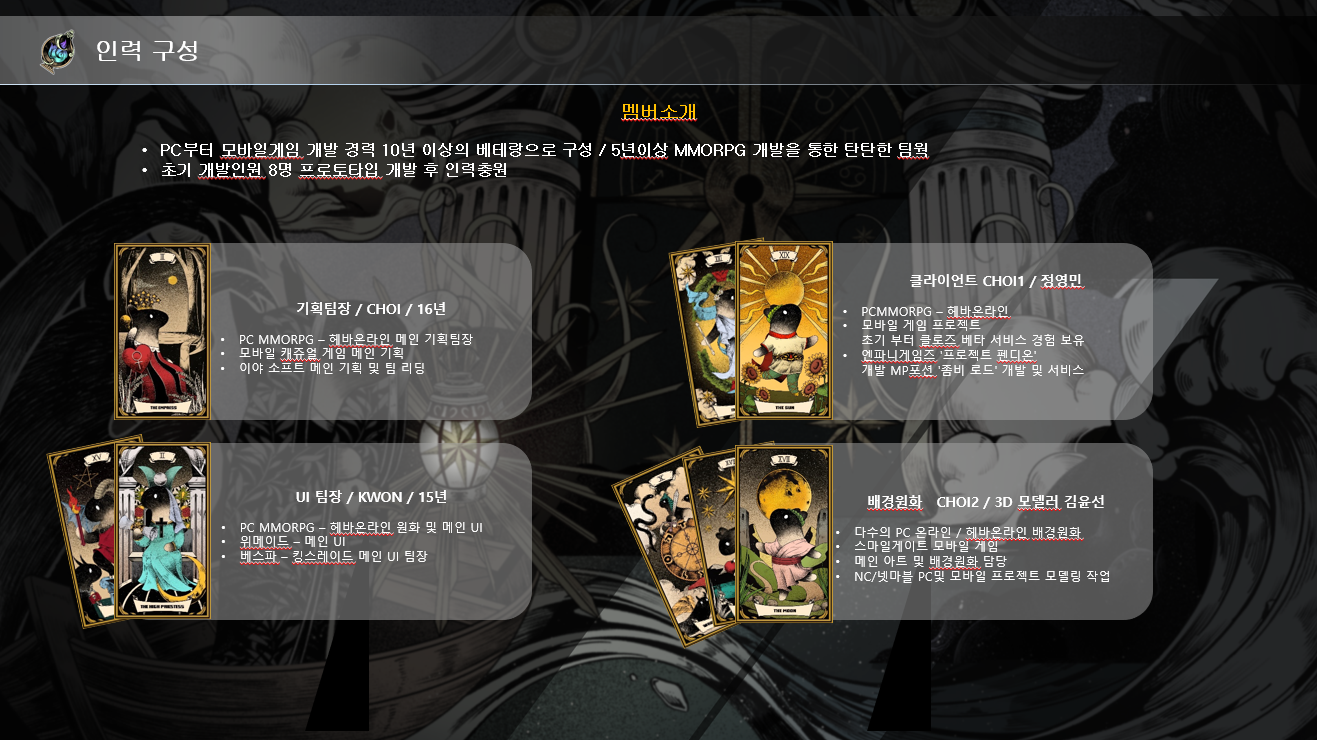 인력 구성
멤버소개
• PC부터 모바일게임 개발 경력 10년 이상의 베테랑으로 구성 / 5년이상 MMORPG 개발을 통한 탄탄한 팀웍
• 초기 개발인원 8명 프로토타입 개발 후 인력충원
II
THE EMPRESS
기획팀장 / CHOI / 16년
• PC MMORPG – 헤바온라인 메인 기획팀장
• 모바일 캐쥬얼 게임 메인 기획
• 이야 소프트 메인 기획 및 팀 리딩
III
XIX
THE SUN
클라이언트 CHOI1 / 정영민
• PCMMORPG – 헤바온라인
• 모바일 게임 프로젝트
초기 부터 클로즈 베타 서비스 경험 보유
• 엔파니게임즈 '프로젝트 펜디온'
개발 MP포션 '좀비 로드' 개발 및 서비스
XV
II
THE HIGH PRIESTESS
UI 팀장 / KWON / 15년
• PC MMORPG – 헤바온라인 원화 및 메인 UI
• 위메이드 – 메인 UI
• 베스파 – 킹스레이드 메인 UI 팀장
X
THE MOON
배경원화 CHOI2 / 3D 모델러 김윤선
• 다수의 PC 온라인 / 헤바온라인 배경원화
• 스마일게이트 모바일 게임
• 메인 아트 및 배경원화 담당
• NC/넷마블 PC및 모바일 프로젝트 모델링 작업